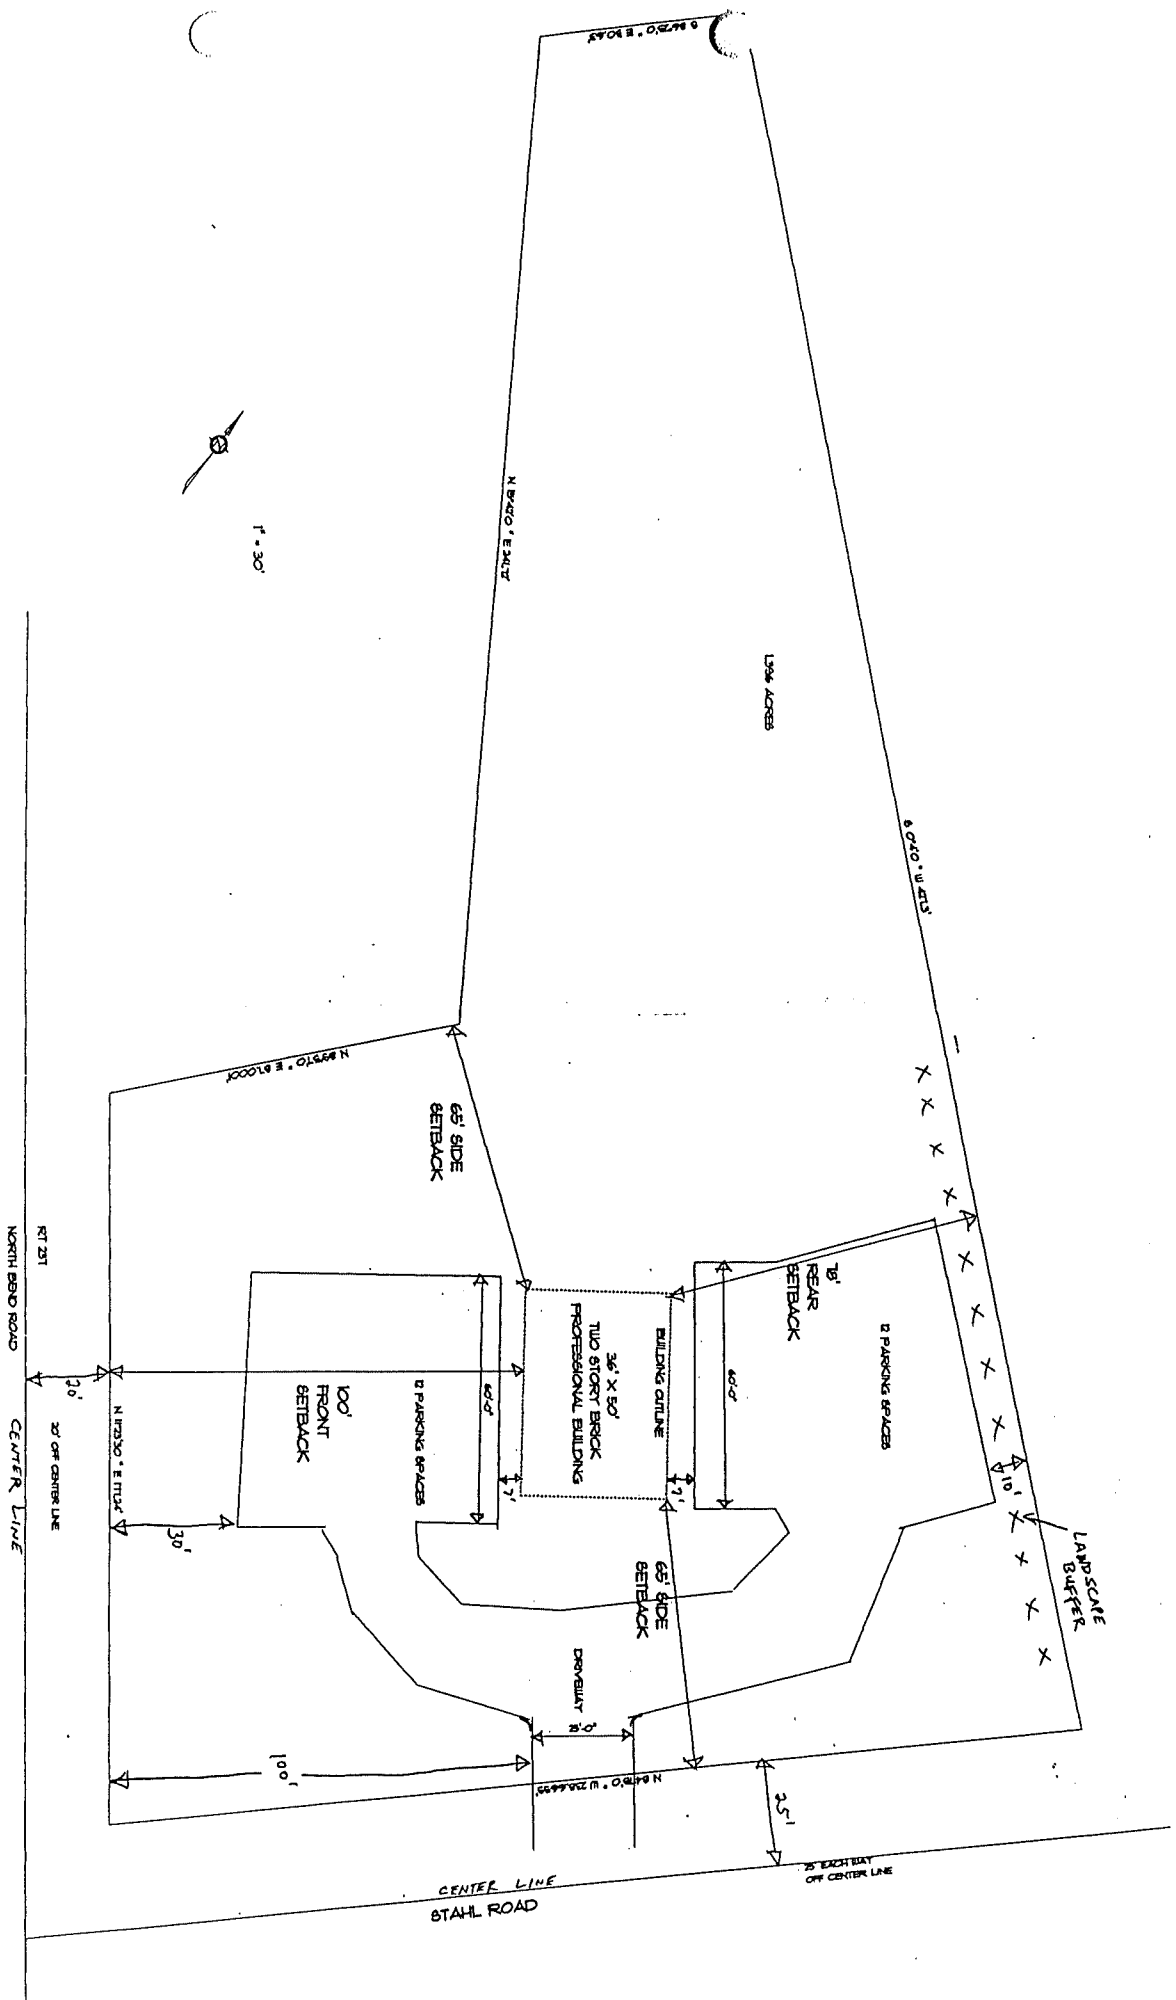 1" = 30'
1.396 ACRES
65' SIDE
SETBACK
78'
REAR
SETBACK
12 PARKING SPACES
60'-0"
BUILDING OUTLINE
36' X 50'
TWO STORY BRICK
PROFESSIONAL BUILDING
60'-0"
12 PARKING SPACES
100'
FRONT
SETBACK
7'
7'
10'
LANDSCAPE
BUFFER
30'
20'
RT 237
NORTH BEND ROAD
CENTER LINE
20' OFF CENTER LINE
65' SIDE
SETBACK
DRIVEWAY
25'-0"
100'
25'
25' EACH WAY
OFF CENTER LINE
CENTER LINE
STAHL ROAD